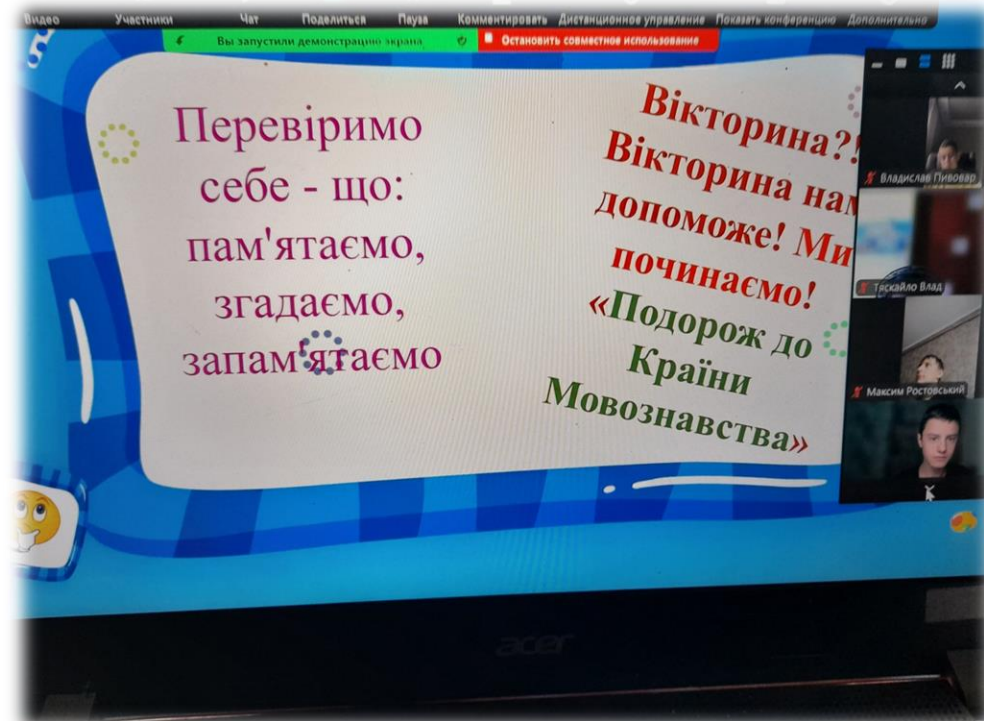 Видео Участники Чат Поделиться Пауза Комментировать Дистанционное управление Показать конференцию Дополнительно
Вы запустили демонстрацию экрана Остановить совместное использование
Перевіримо
себе - що:
пам'ятаємо,
згадаємо,
запам'ятаємо
Вікторина?!
Вікторина нам
допоможе! Ми
починаємо!
«Подорож до
Країни
Мовознавства»
Владислав Пивовар
Тяскайло Влад
Максим Ростовський
acer